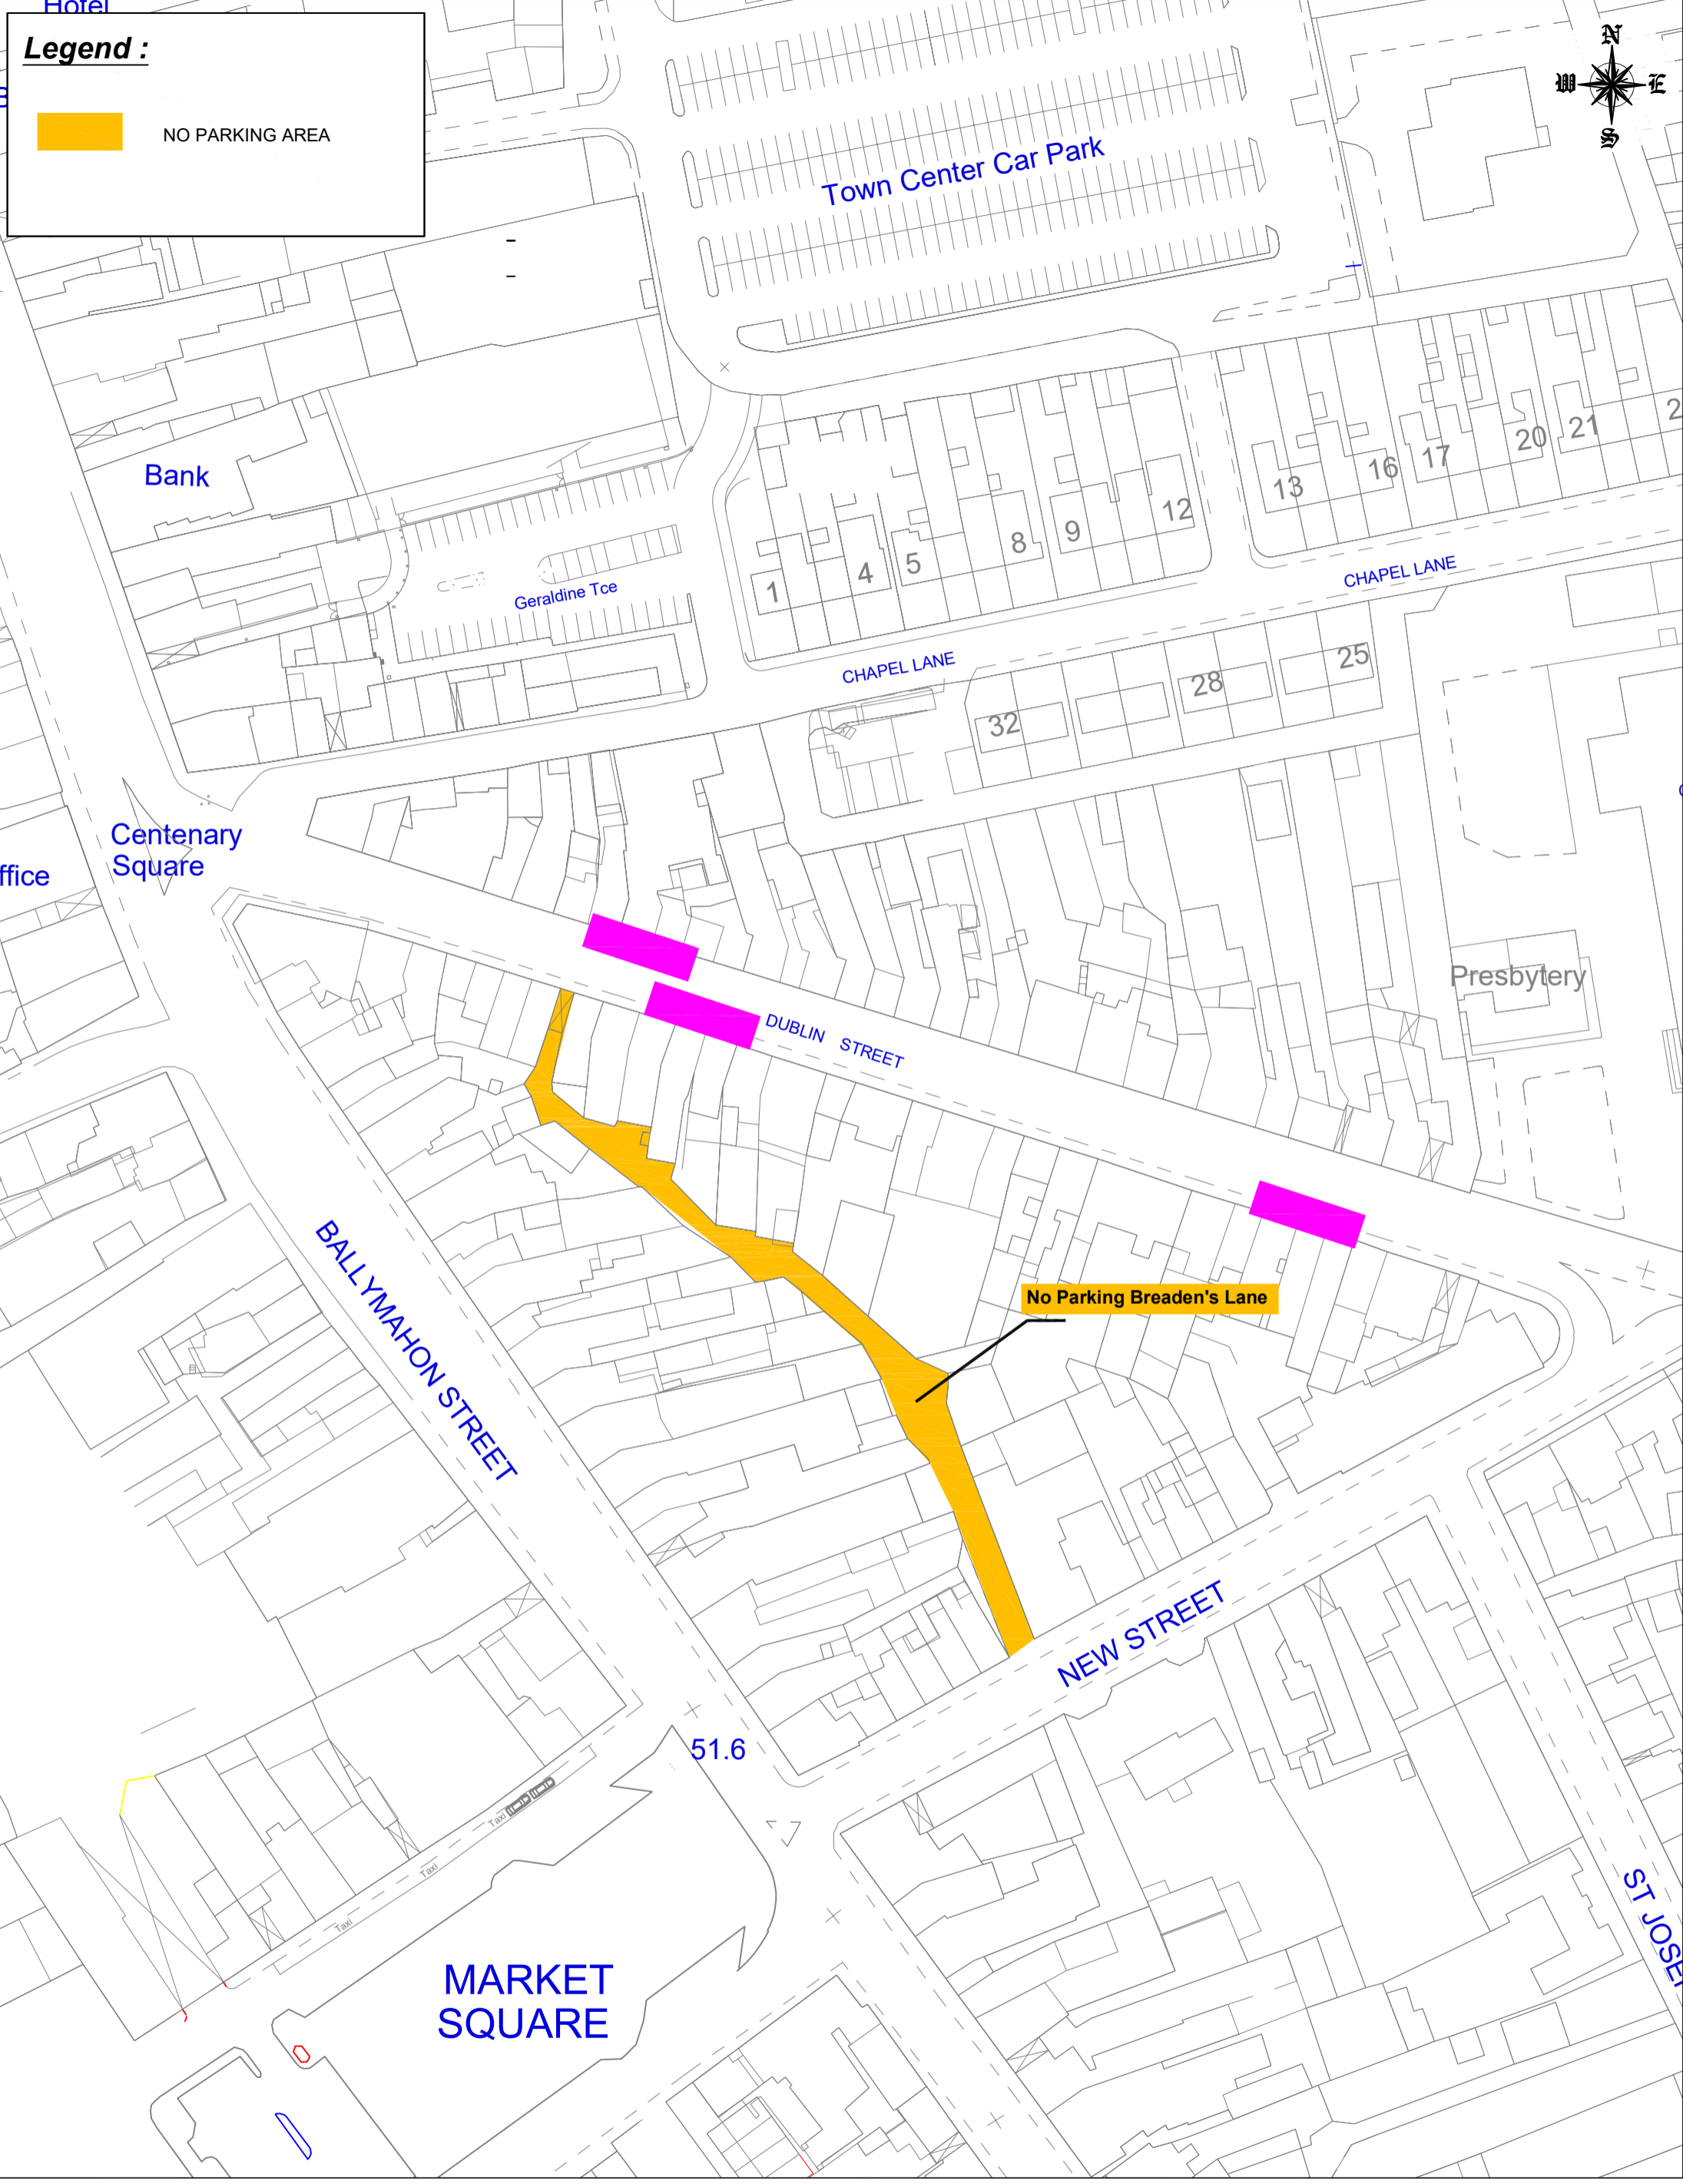 Hotel
Legend :
NO PARKING AREA
N
W
E
S
Town Center Car Park
Bank
Geraldine Tce
1
4
5
8
9
12
13
16
17
20
21
CHAPEL LANE
CHAPEL LANE
25
28
32
Centenary
Square
ffice
Presbytery
DUBLIN STREET
No Parking Breaden's Lane
BALLYMAHON STREET
NEW STREET
51.6
Taxi
Taxi
Taxi
MARKET
SQUARE
ST JOSE